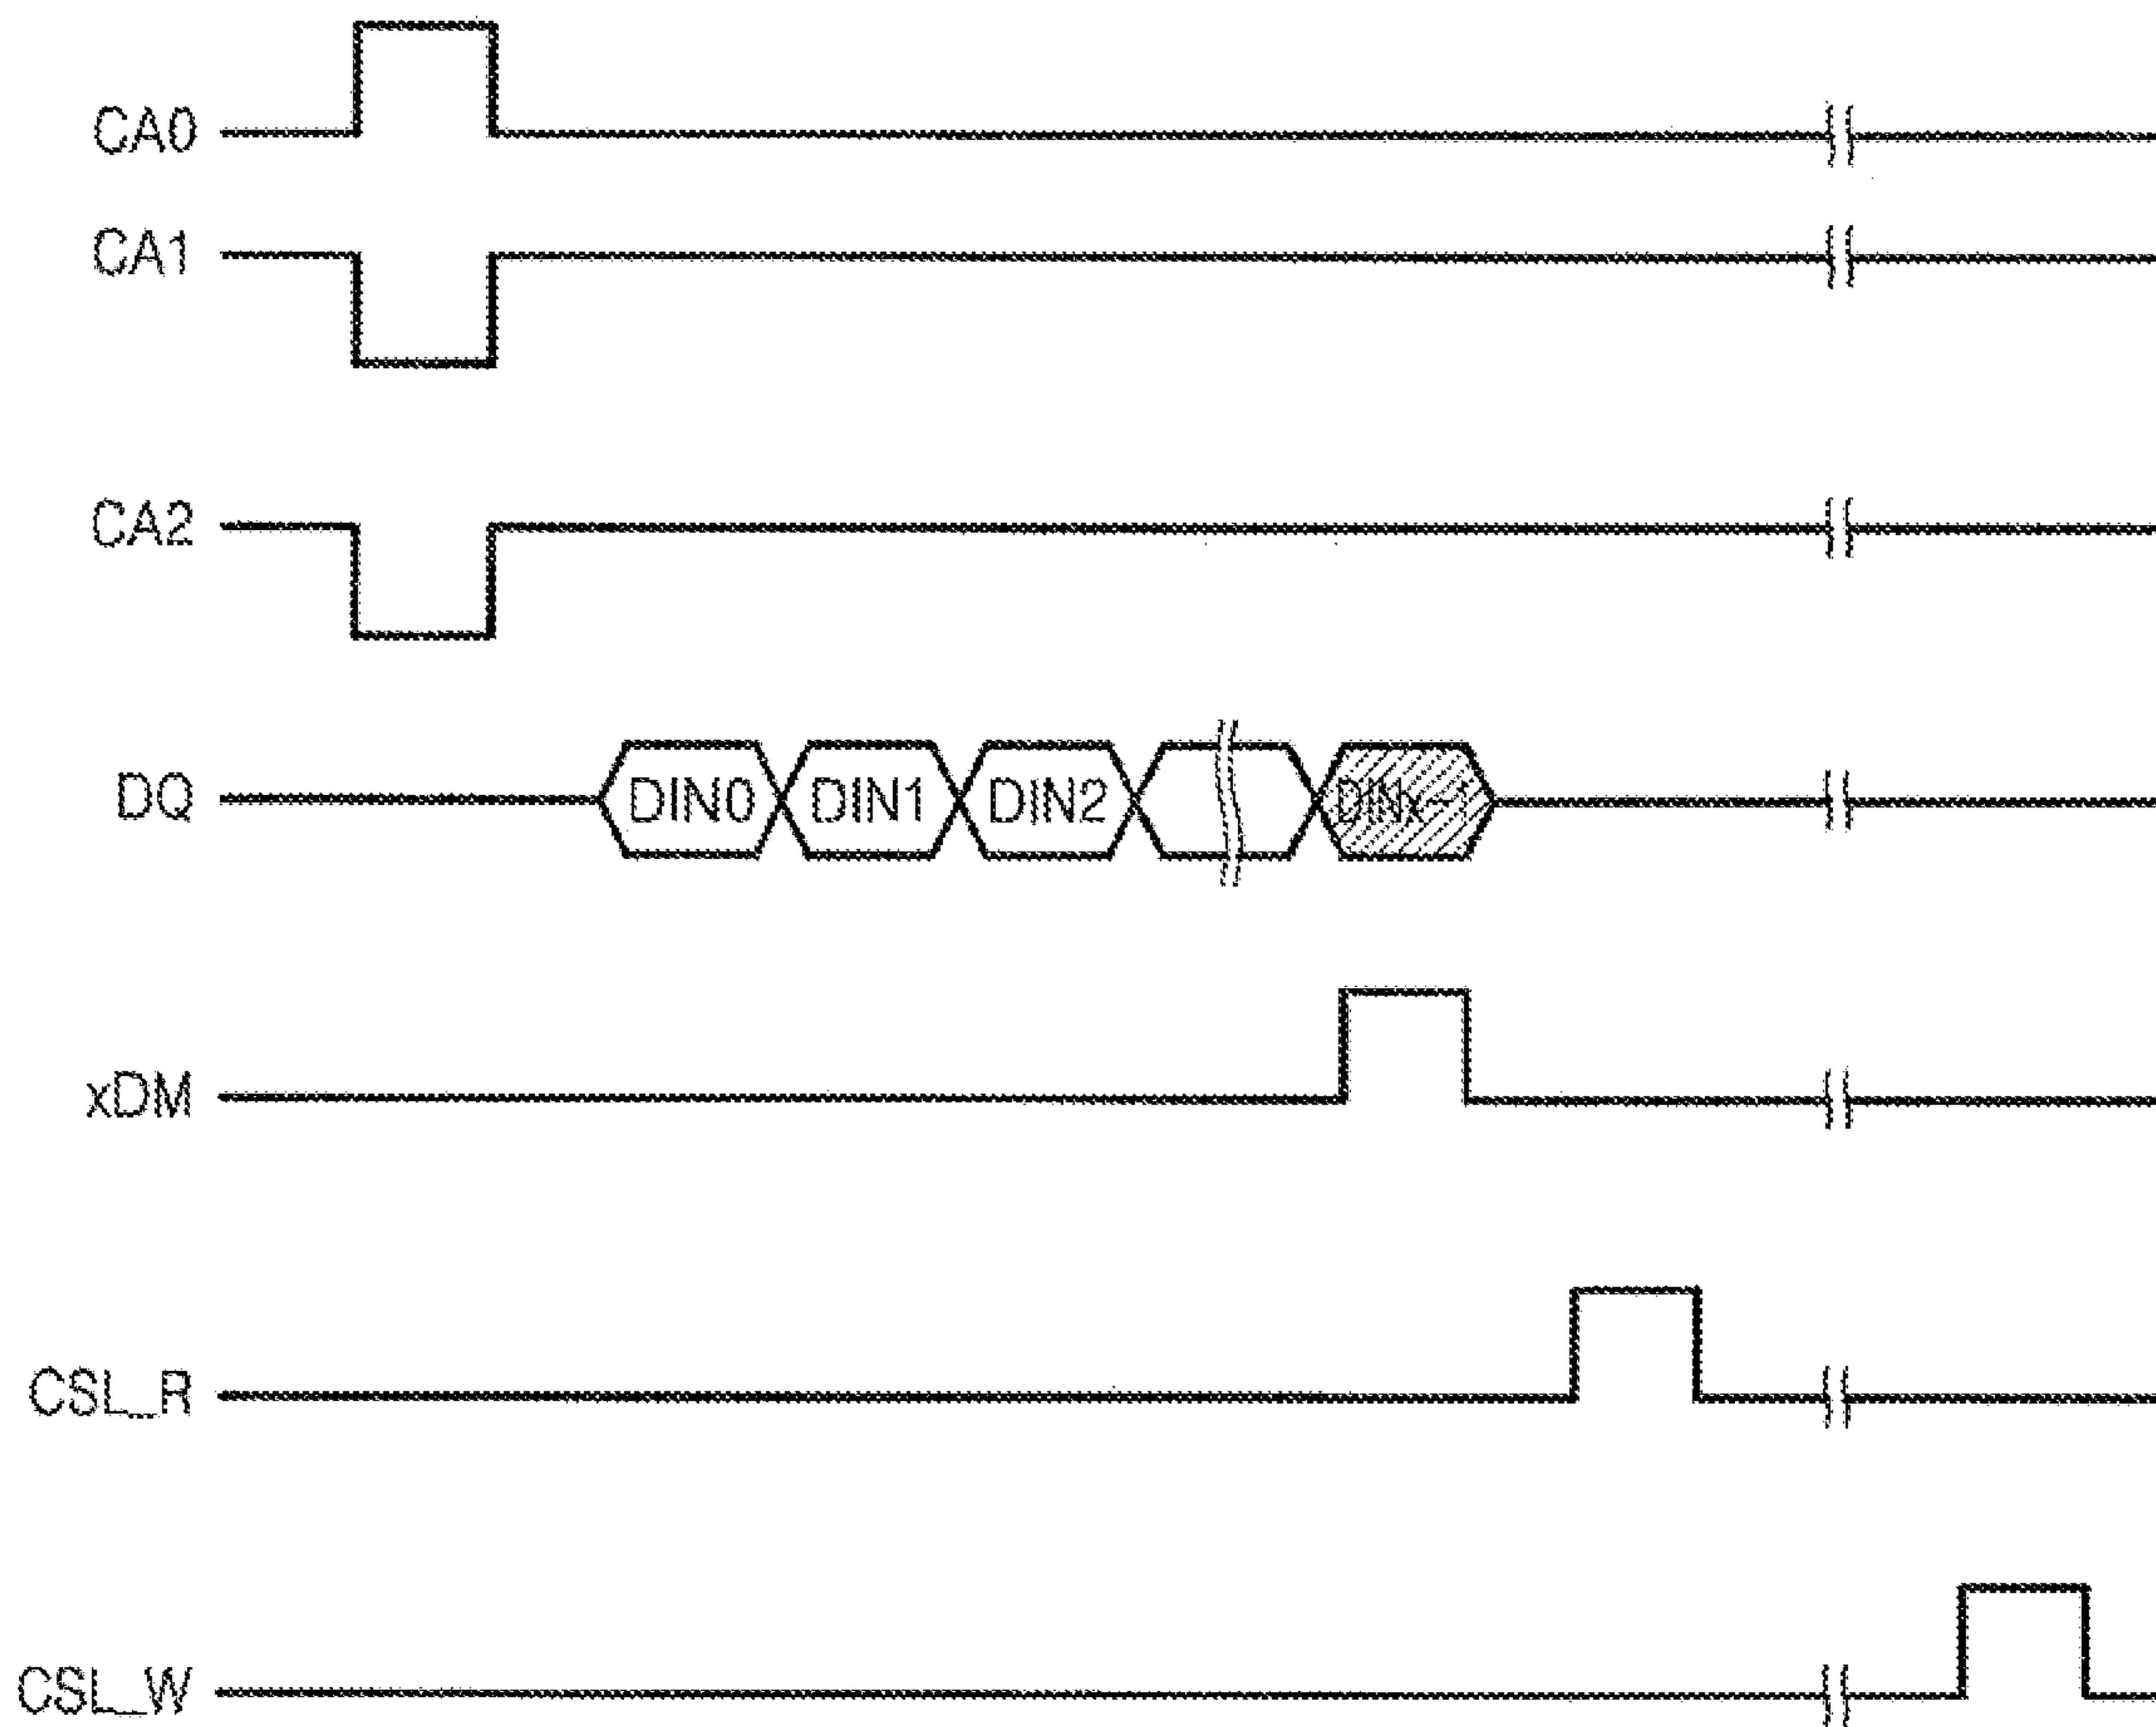 CA0
CA1
CA2
DQ DIN0 DIN1 DIN2
xDM
CSL_R
CSL_W